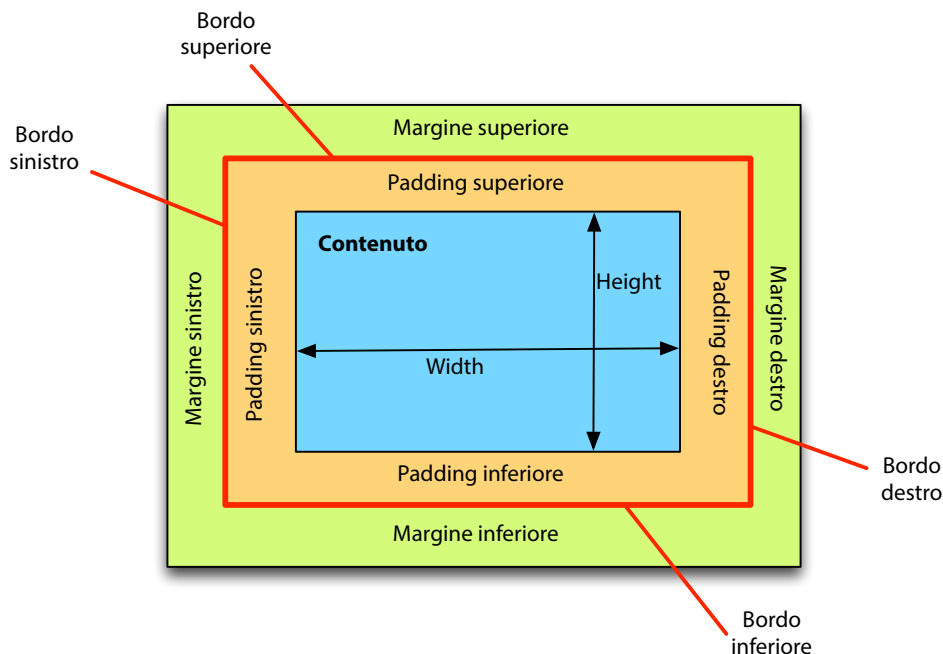 Bordo
superiore
Bordo
sinistro
Margine superiore
Padding superiore
Contenuto
Height
Width
Margine sinistro
Padding sinistro
Padding destro
Margine destro
Padding inferiore
Margine inferiore
Bordo
destro
Bordo
inferiore